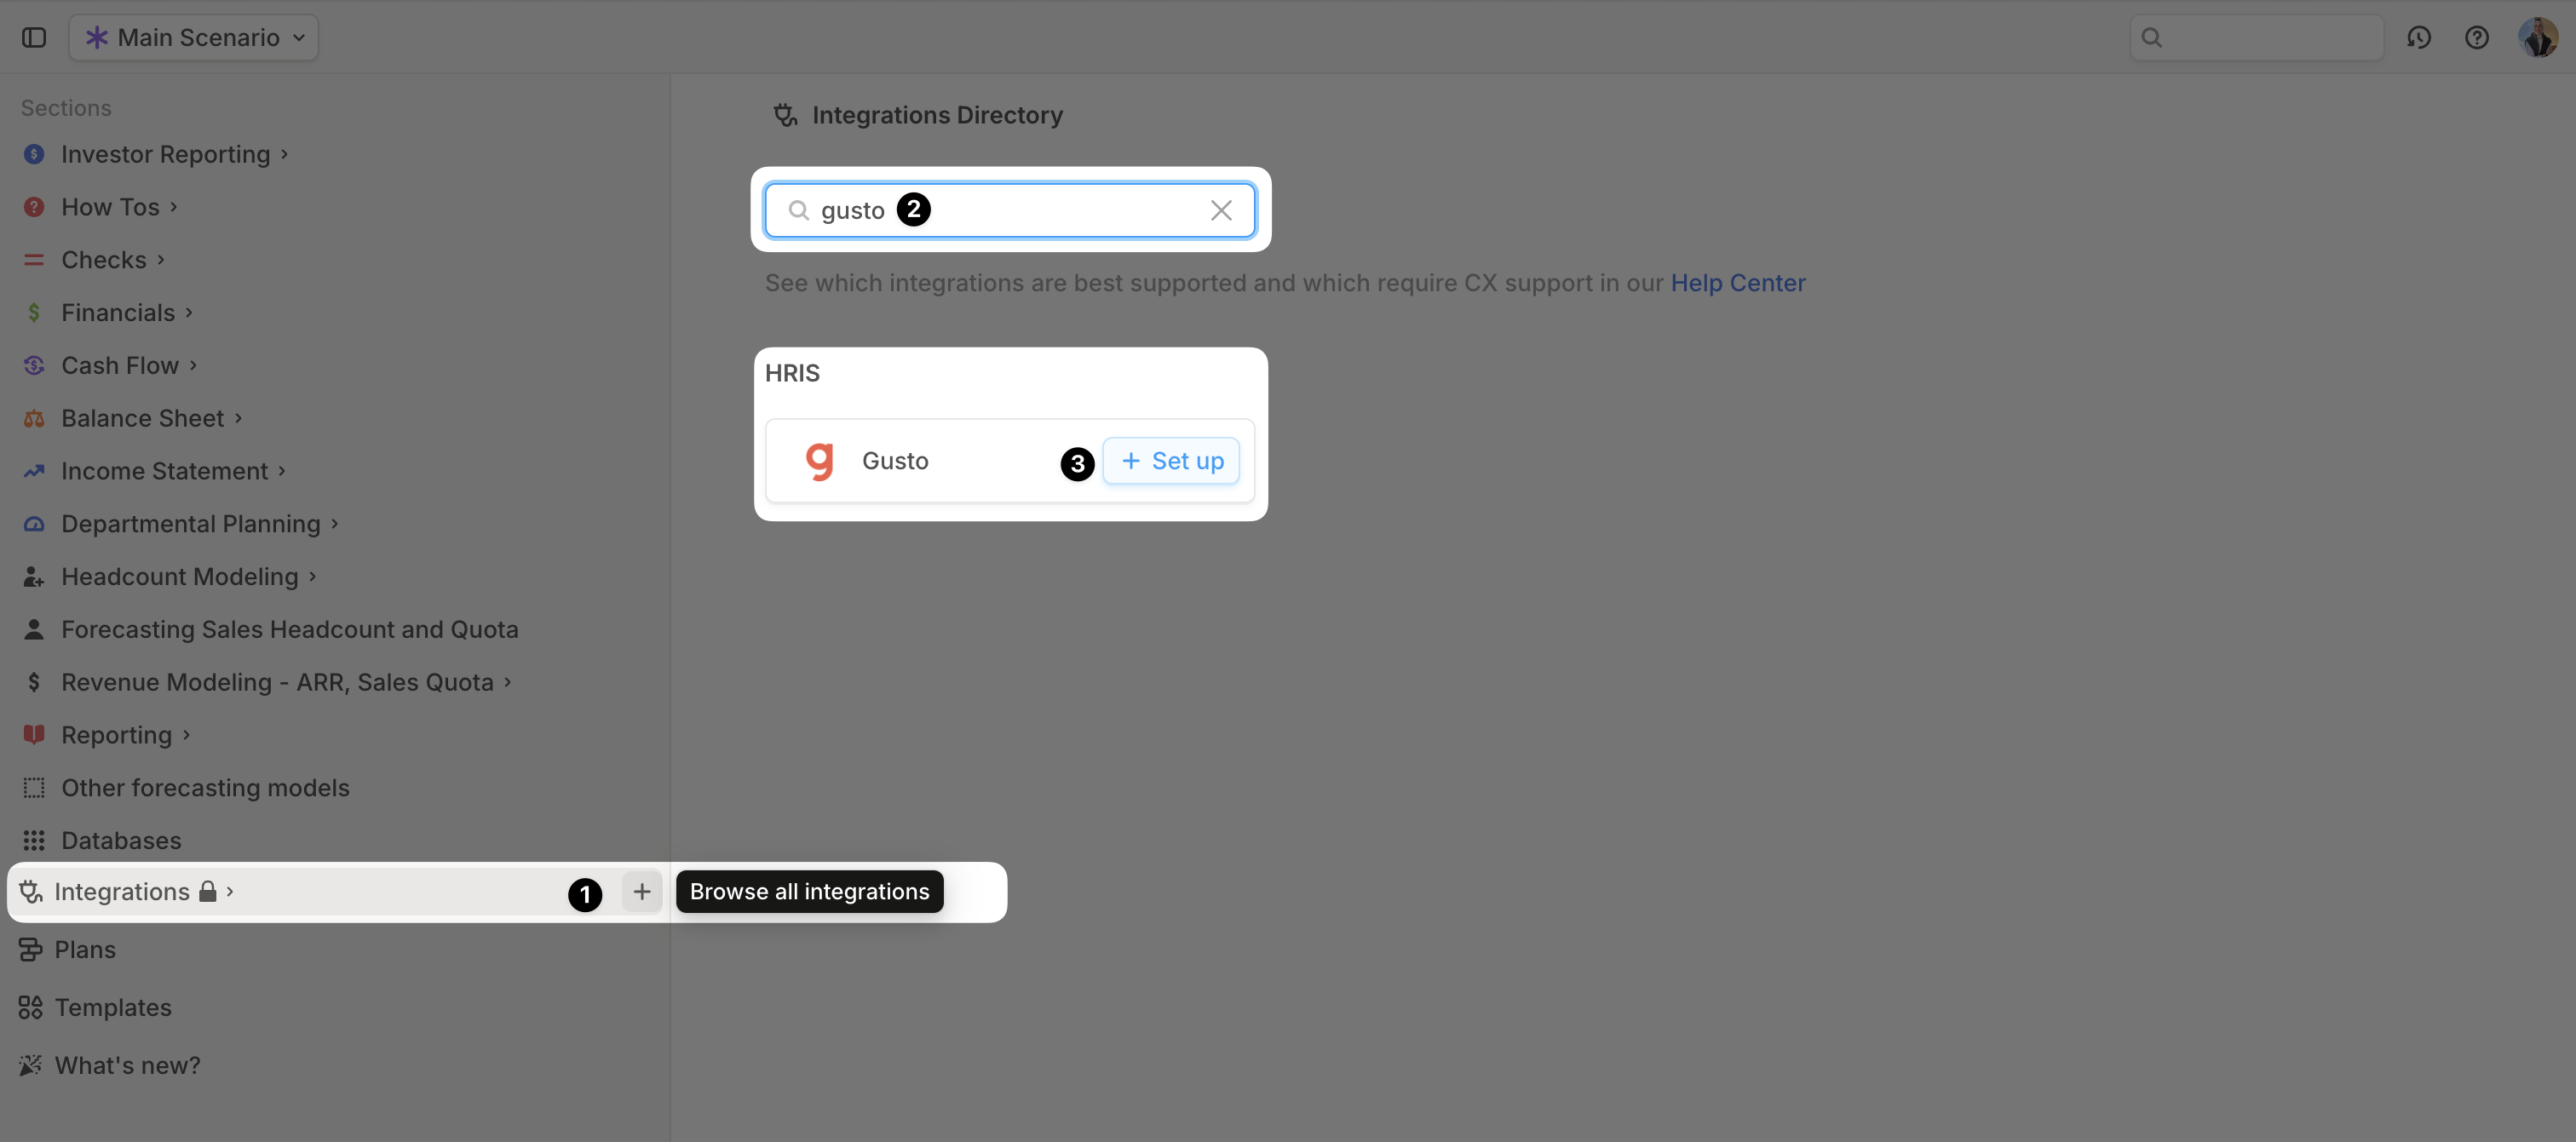 Main Scenario
Sections
Investor Reporting
How Tos
Checks
Financials
Cash Flow
Balance Sheet
Income Statement
Departmental Planning
Headcount Modeling
Forecasting Sales Headcount and Quota
Revenue Modeling - ARR, Sales Quota
Reporting
Other forecasting models
Databases
Integrations 1 + Browse all integrations
Plans
Templates
What's new?
Integrations Directory
gusto 2
See which integrations are best supported and which require CX support in our Help Center
HRIS
g Gusto 3 + Set up